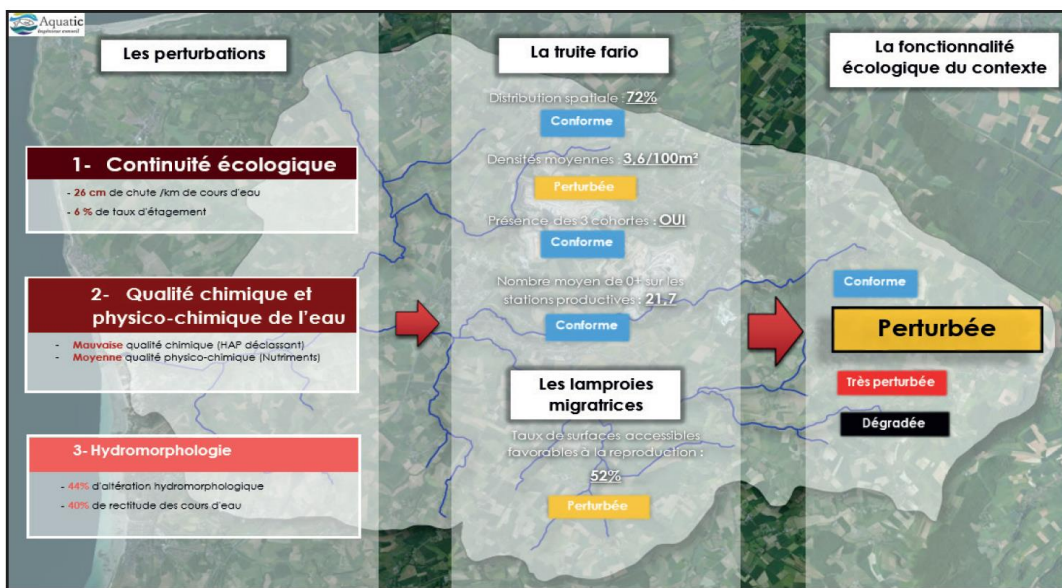 Aquatic
Ingénieur conseil
Les perturbations
1- Continuité écologique
- 26 cm de chute /km de cours d'eau
- 6 % de taux d'étagement
2- Qualité chimique et
physico-chimique de l'eau
- Mauvaise qualité chimique (HAP déclassant)
- Moyenne qualité physico-chimique (Nutriments)
3- Hydromorphologie
- 44% d'altération hydromorphologique
- 40% de rectitude des cours d'eau
La truite fario
Distribution spatiale : 72%
Conforme
Densités moyennes : 3,6/100m²
Perturbée
Présence des 3 cohortes : OUI
Conforme
Nombre moyen de 0+ sur les
stations productives : 21,7
Conforme
Les lamproies
migratrices
Taux de surfaces accessibles
favorables à la reproduction :
52%
Perturbée
La fonctionnalité
écologique du contexte
Conforme
Perturbée
Très perturbée
Dégradée